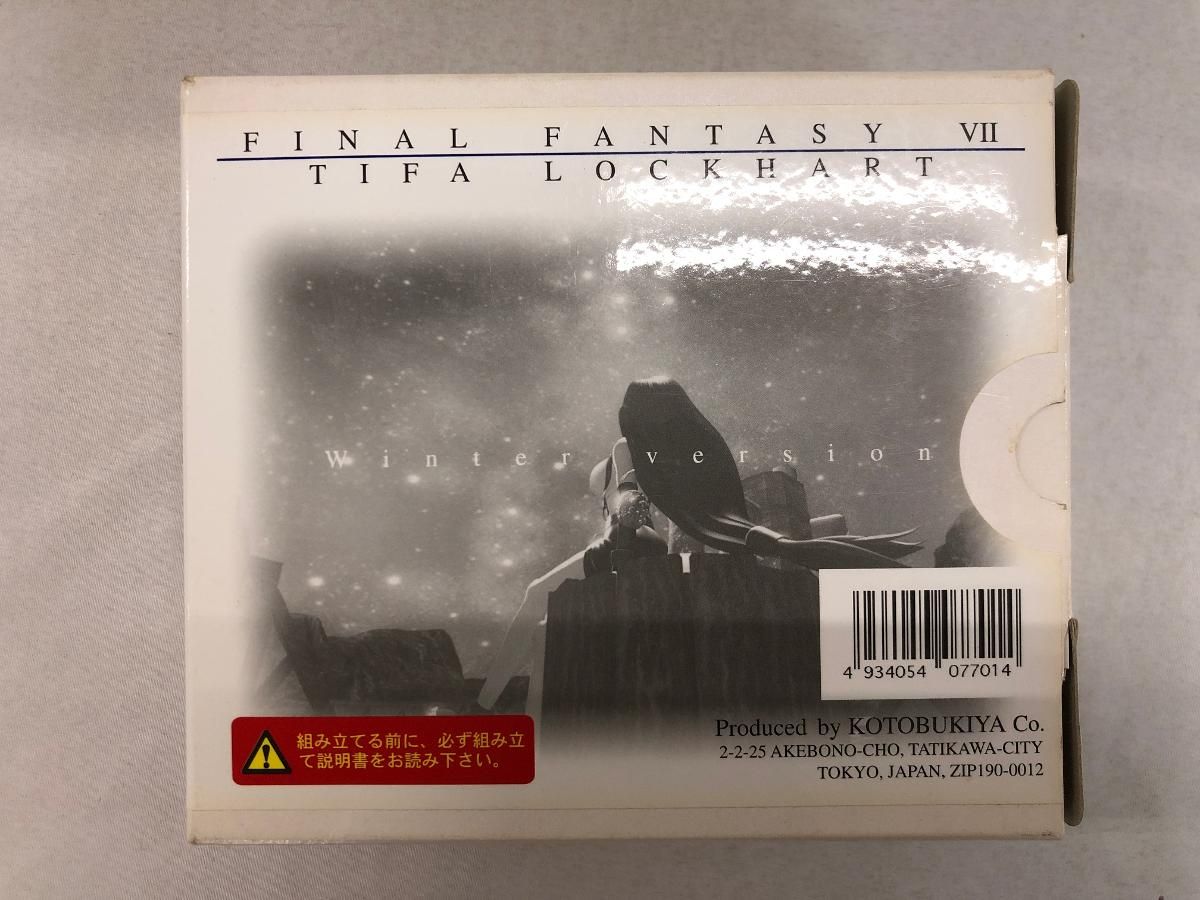 FINAL FANTASY VII
TIFA LOCKHART
Winter version
4 934054 077014
Produced by KOTOBUKIYA Co.
2-2-25 AKEBONO-CHO, TATIKAWA-CITY
TOKYO, JAPAN, ZIP190-0012
組み立てる前に、必ず組み立
て説明書をお読み下さい。